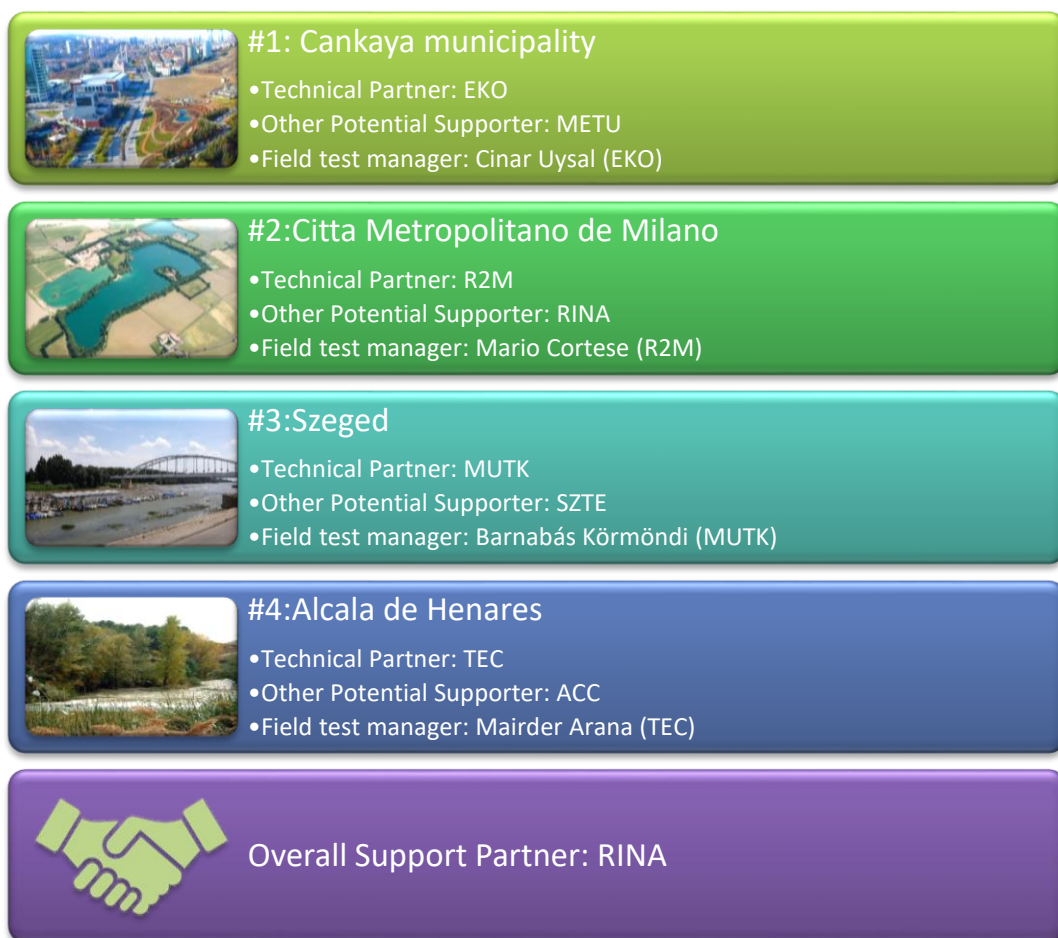 #1: Cankaya municipality
•Technical Partner: EKO
•Other Potential Supporter: METU
•Field test manager: Cinar Uysal (EKO)
#2:Citta Metropolitano de Milano
•Technical Partner: R2M
•Other Potential Supporter: RINA
•Field test manager: Mario Cortese (R2M)
#3:Szeged
•Technical Partner: MUTK
•Other Potential Supporter: SZTE
•Field test manager: Barnabás Körmöndi (MUTK)
#4:Alcala de Henares
•Technical Partner: TEC
•Other Potential Supporter: ACC
•Field test manager: Mairder Arana (TEC)
Overall Support Partner: RINA